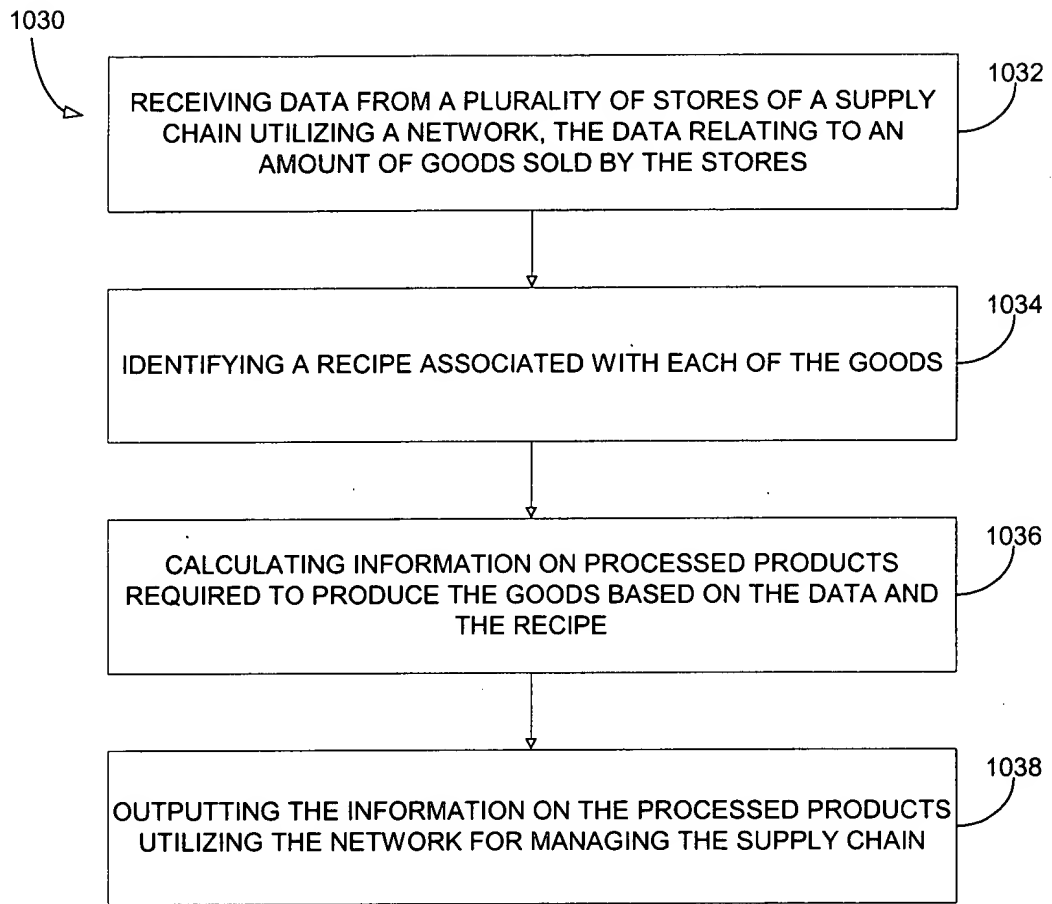 1030
1032
RECEIVING DATA FROM A PLURALITY OF STORES OF A SUPPLY
CHAIN UTILIZING A NETWORK, THE DATA RELATING TO AN
AMOUNT OF GOODS SOLD BY THE STORES
1034
IDENTIFYING A RECIPE ASSOCIATED WITH EACH OF THE GOODS
1036
CALCULATING INFORMATION ON PROCESSED PRODUCTS
REQUIRED TO PRODUCE THE GOODS BASED ON THE DATA AND
THE RECIPE
1038
OUTPUTTING THE INFORMATION ON THE PROCESSED PRODUCTS
UTILIZING THE NETWORK FOR MANAGING THE SUPPLY CHAIN